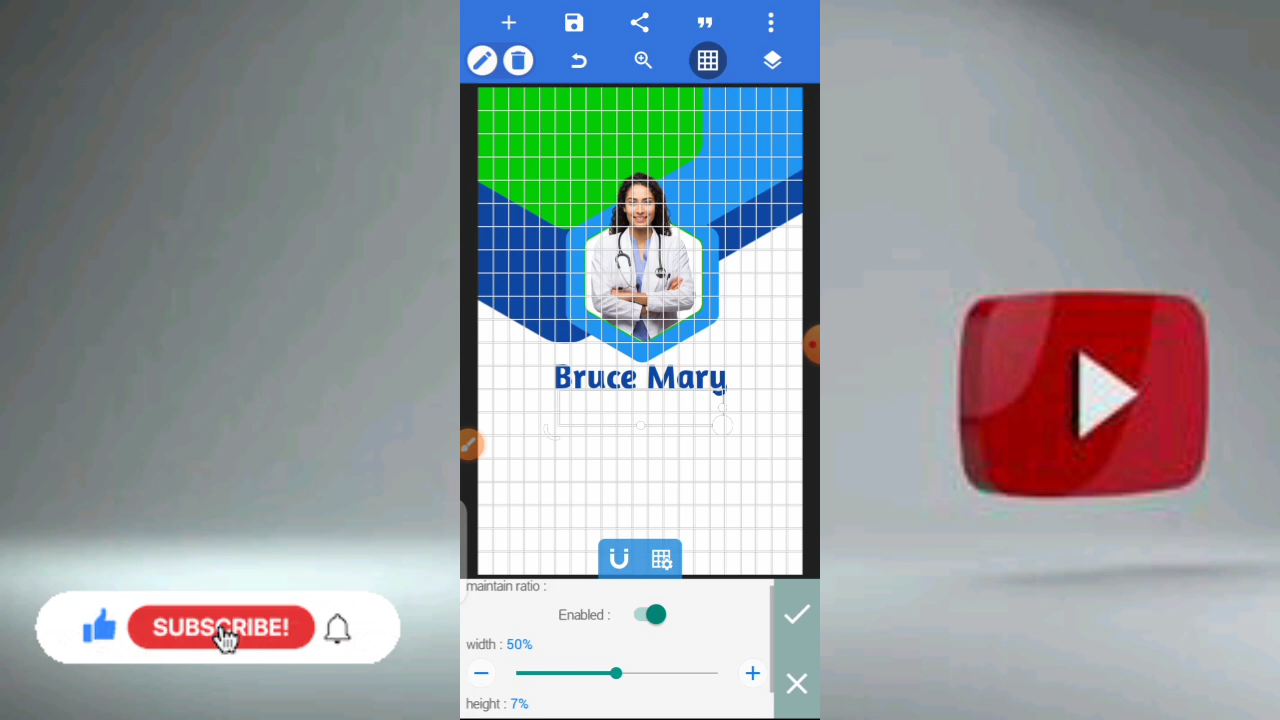 Bruce Mary
maintain ratio :
Enabled :
width : 50%
height : 7%
SUBSCRIBE!